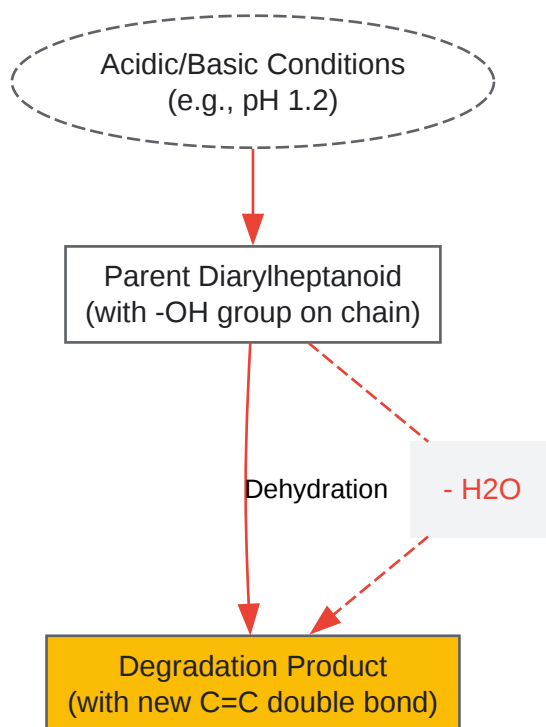 Acidic/Basic Conditions
(e.g., pH 1.2)
Parent Diarylheptanoid
(with -OH group on chain)
Dehydration
- H2O
Degradation Product
(with new C=C double bond)